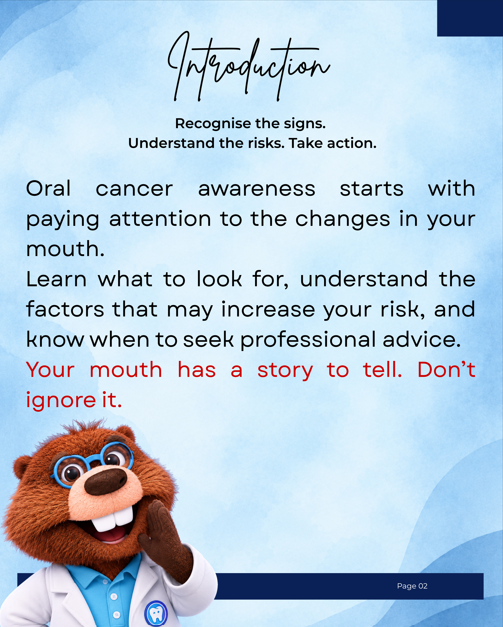 Introduction
Recognise the signs.
Understand the risks. Take action.
Oral cancer awareness starts with
paying attention to the changes in your
mouth.
Learn what to look for, understand the
factors that may increase your risk, and
know when to seek professional advice.
Your mouth has a story to tell. Don't
ignore it.
Page 02